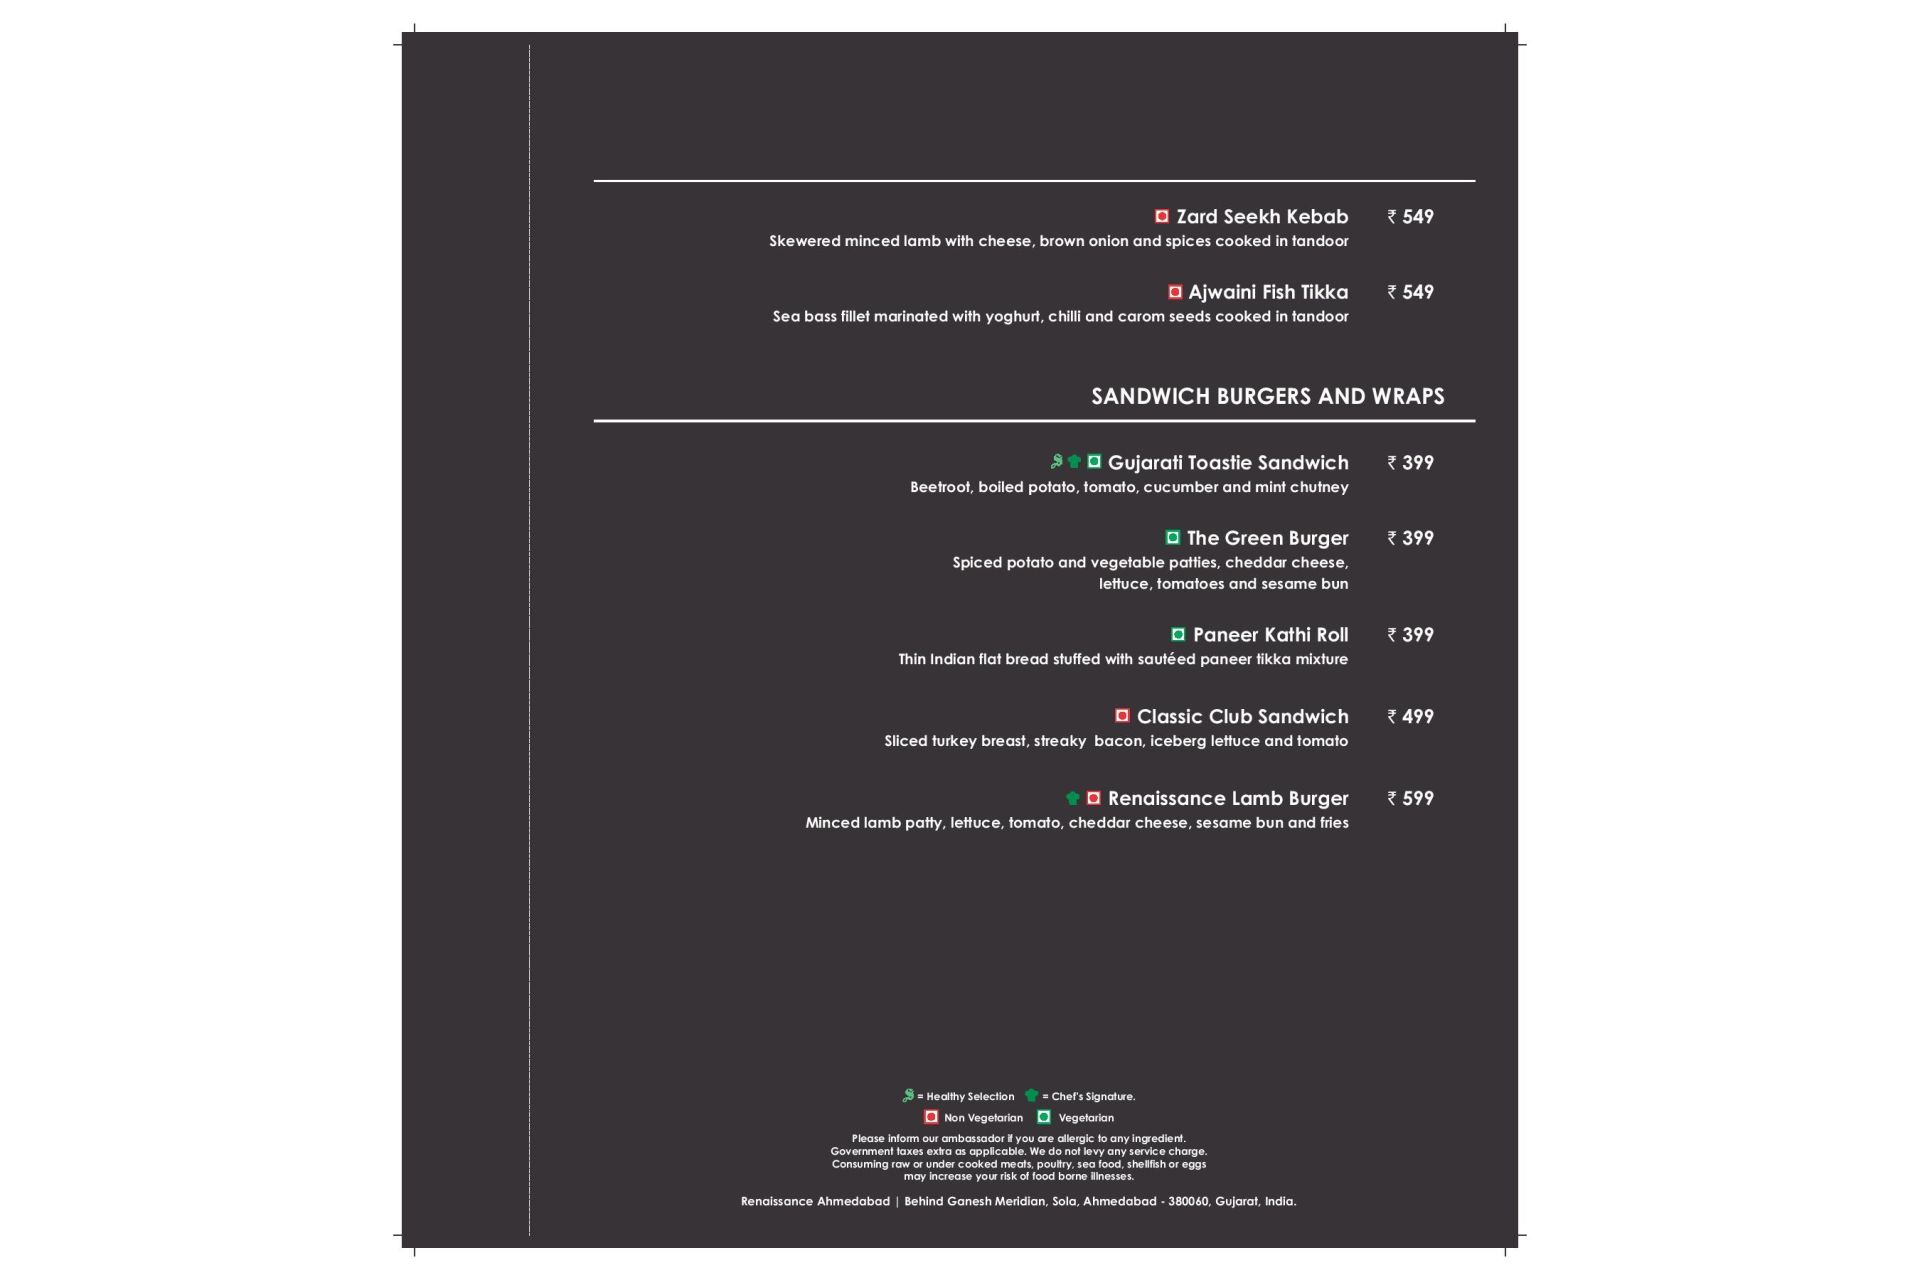 Zard Seekh Kebab ₹ 549
Skewered minced lamb with cheese, brown onion and spices cooked in tandoor
Ajwaini Fish Tikka ₹ 549
Sea bass fillet marinated with yoghurt, chilli and carom seeds cooked in tandoor
SANDWICH BURGERS AND WRAPS
Gujarati Toastie Sandwich ₹ 399
Beetroot, boiled potato, tomato, cucumber and mint chutney
The Green Burger ₹ 399
Spiced potato and vegetable patties, cheddar cheese,
lettuce, tomatoes and sesame bun
Paneer Kathi Roll ₹ 399
Thin Indian flat bread stuffed with sautéed paneer tikka mixture
Classic Club Sandwich ₹ 499
Sliced turkey breast, streaky bacon, iceberg lettuce and tomato
Renaissance Lamb Burger ₹ 599
Minced lamb patty, lettuce, tomato, cheddar cheese, sesame bun and fries
= Healthy Selection = Chef's Signature.
Non Vegetarian Vegetarian
Please inform our ambassador if you are allergic to any ingredient.
Government taxes extra as applicable. We do not levy any service charge.
Consuming raw or under cooked meats, poultry, sea food, shellfish or eggs
may increase your risk of food borne illnesses.
Renaissance Ahmedabad | Behind Ganesh Meridian, Sola, Ahmedabad - 380060, Gujarat, India.